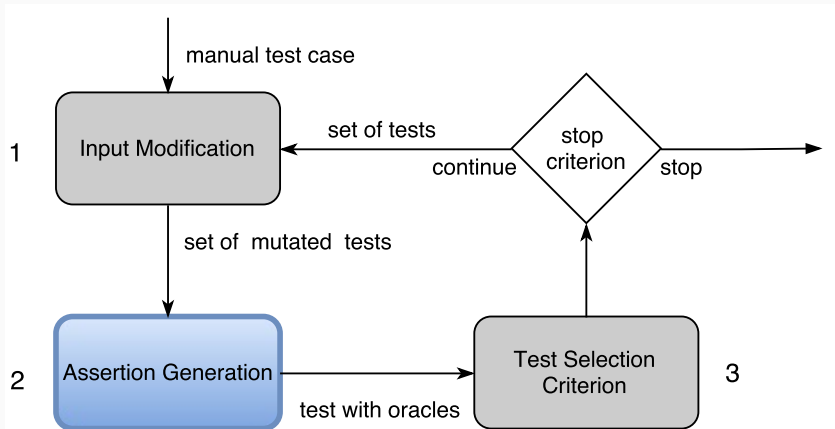 manual test case
1
Input Modification
set of tests
continue
stop
criterion
stop
set of mutated tests
2
Assertion Generation
test with oracles
Test Selection
Criterion
3